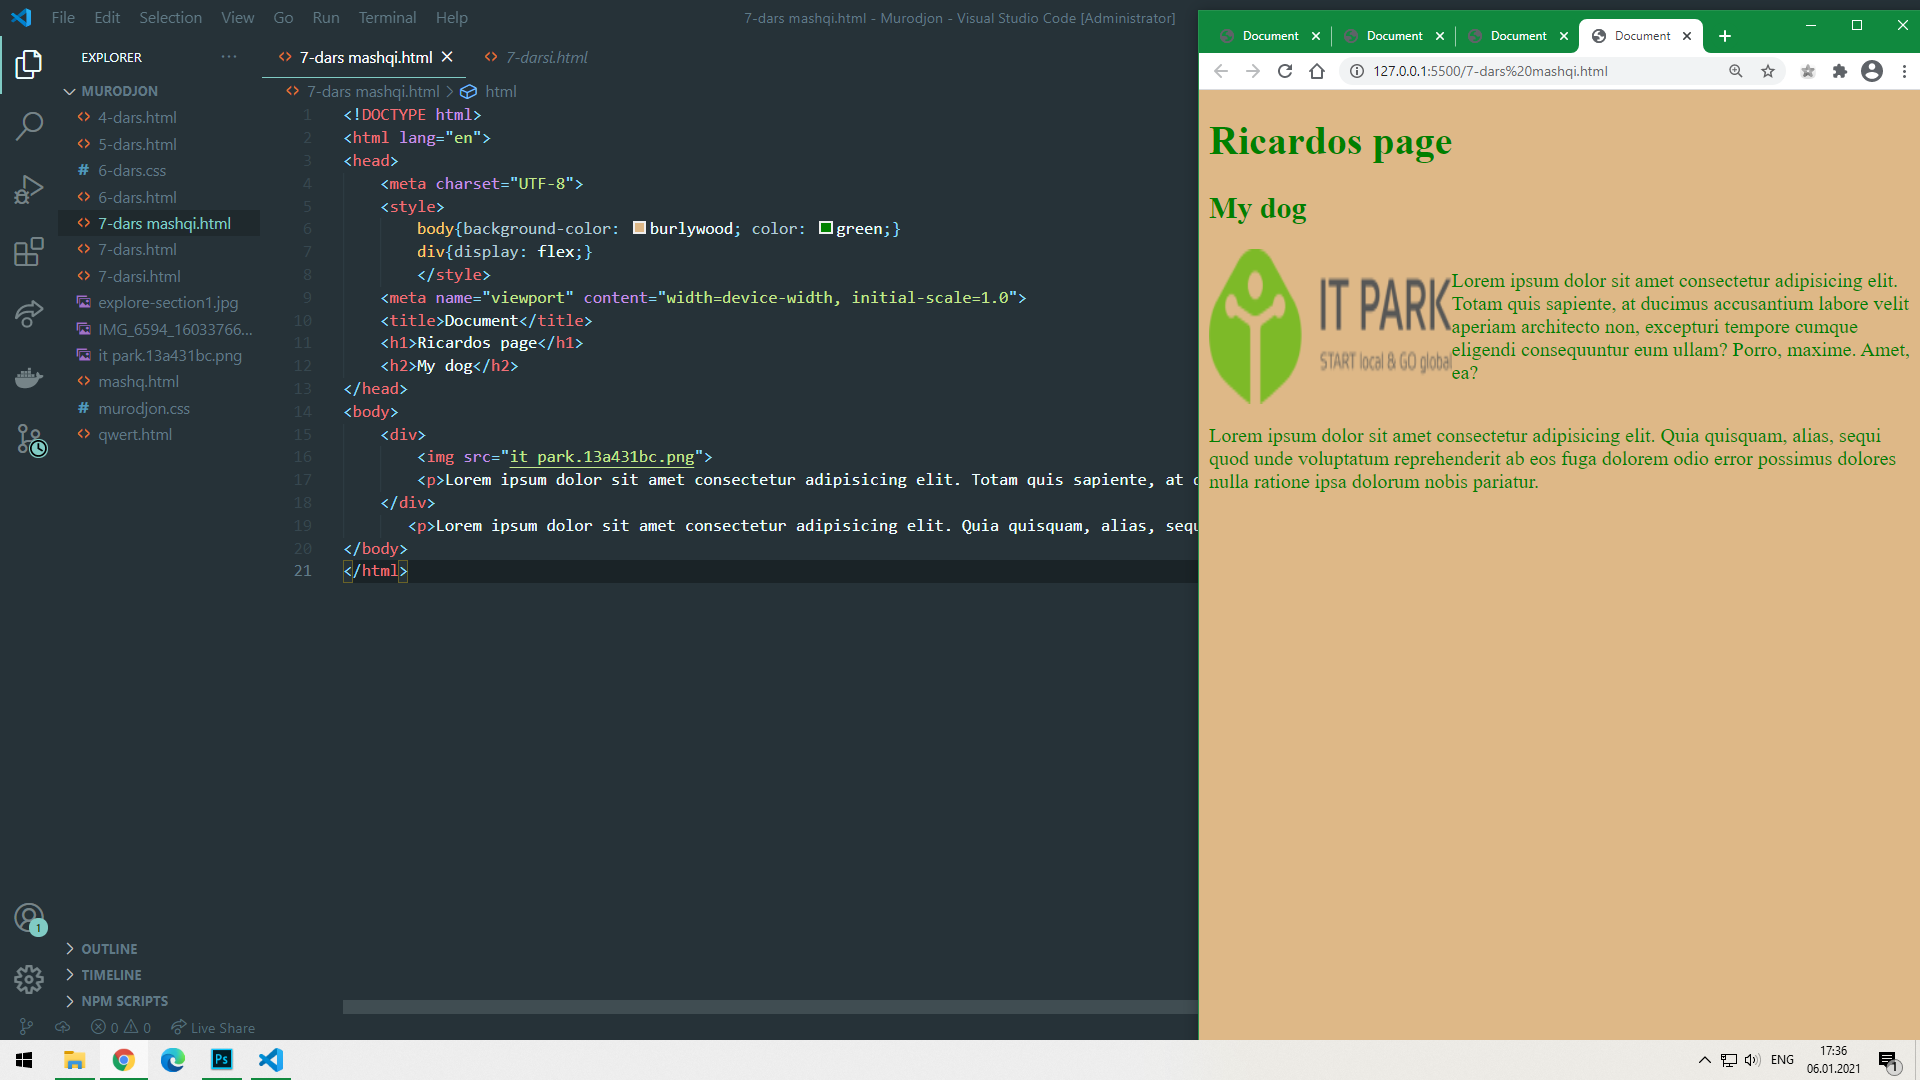 File Edit Selection View Go Run Terminal Help
7-dars mashqi.html - Murodjon - Visual Studio Code [Administrator]
EXPLORER
MURODJON
4-dars.html
5-dars.html
6-dars.css
6-dars.html
7-dars mashqi.html
7-dars.html
7-darsi.html
explore-section1.jpg
IMG_6594_16033766...
it park.13a431bc.png
mashq.html
murodjon.css
qwert.html
OUTLINE
TIMELINE
NPM SCRIPTS
1
0 0 Live Share
7-dars mashqi.html 7-darsi.html
7-dars mashqi.html > html
1 <!DOCTYPE html>
2 <html lang="en">
3 <head>
4 <meta charset="UTF-8">
5 <style>
6 body{background-color: burlywood; color: green;}
7 div{display: flex;}
8 </style>
9 <meta name="viewport" content="width=device-width, initial-scale=1.0">
10 <title>Document</title>
11 <h1>Ricardos page</h1>
12 <h2>My dog</h2>
13 </head>
14 <body>
15 <div>
16 <img src="it park.13a431bc.png">
17 <p>Lorem ipsum dolor sit amet consectetur adipisicing elit. Totam quis sapiente, at
18 </div>
19 <p>Lorem ipsum dolor sit amet consectetur adipisicing elit. Quia quisquam, alias, sequ
20 </body>
21 </html>
Document Document Document Document
127.0.0.1:5500/7-dars%20mashqi.html
Ricardos page
My dog
IT PARK
START local & GO global
Lorem ipsum dolor sit amet consectetur adipisicing elit.
Totam quis sapiente, at ducimus accusantium labore velit
aperiam architecto non, excepturi tempore cumque
eligendi consequuntur eum ullam? Porro, maxime. Amet,
ea?
Lorem ipsum dolor sit amet consectetur adipisicing elit. Quia quisquam, alias, sequi
quod unde voluptatum reprehenderit ab eos fuga dolorem odio error possimus dolores
nulla ratione ipsa dolorum nobis pariatur.
Ps
ENG
17:36
06.01.2021
1